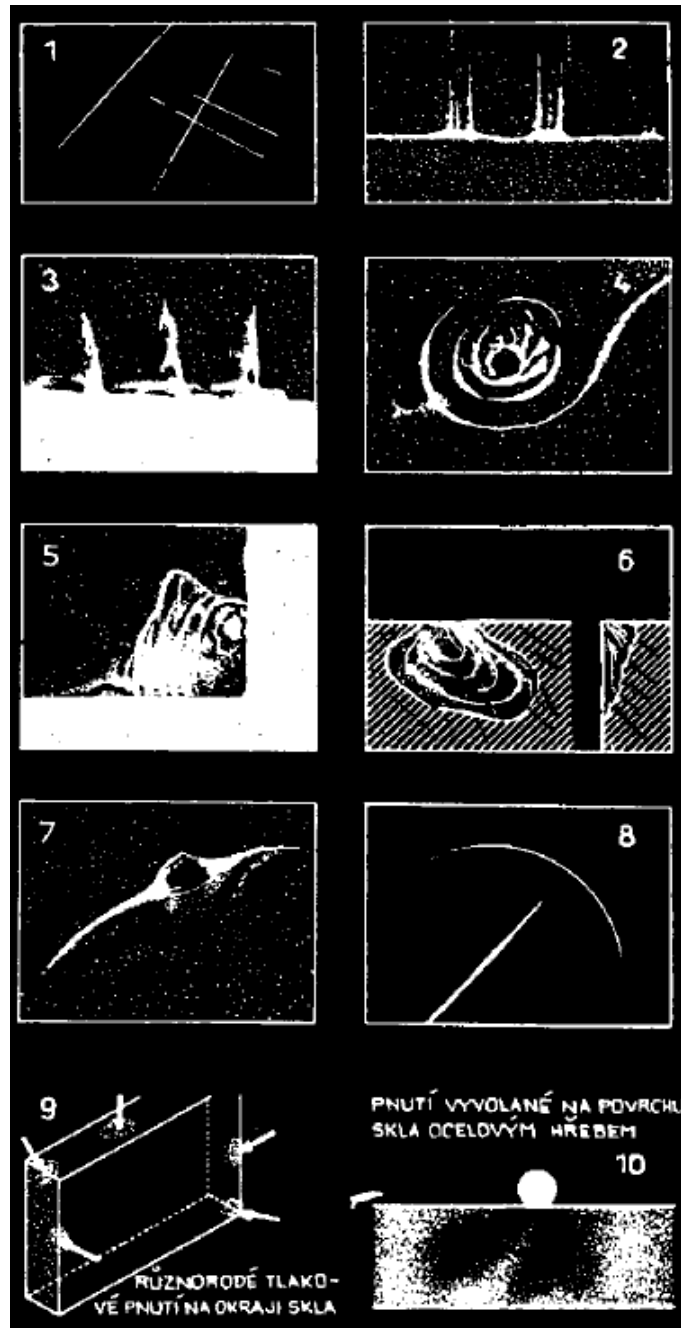 1
2
3
4
5
6
7
8
9
RŮZNORODÉ TLAKO-
VÉ PNUTÍ NA OKRAJI SKLA
PNUTÍ VYVOLANÉ NA POVRCHU
SKLA OCELOVÝM HŘEBEM
10